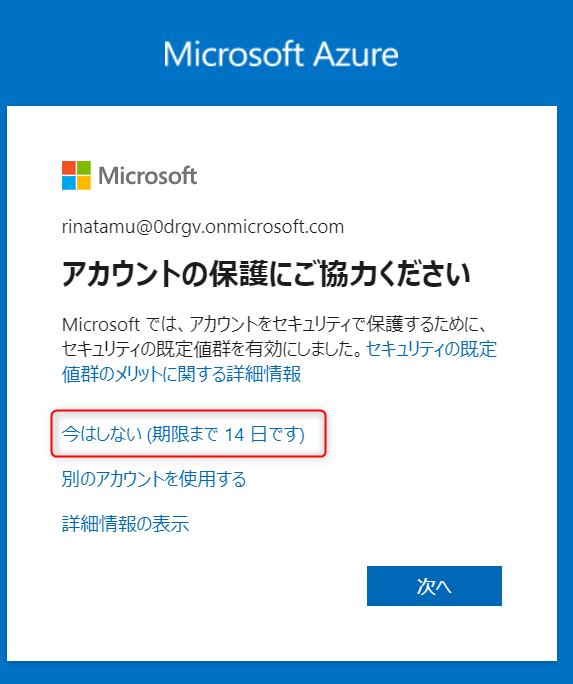 Microsoft Azure
Microsoft
rinatamu@0drgv.onmicrosoft.com
アカウントの保護にご協力ください
Microsoft では、アカウントをセキュリティで保護するために、
セキュリティの既定値群を有効にしました。セキュリティの既定
値群のメリットに関する詳細情報
今はしない (期限まで 14 日です)
別のアカウントを使用する
詳細情報の表示
次へ